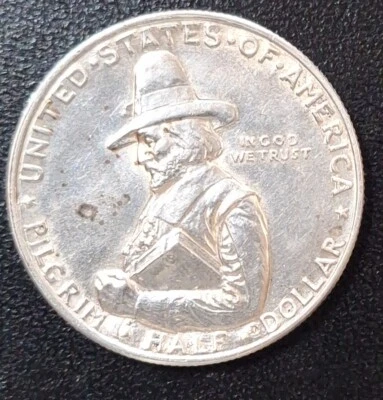 UNITED·STATES·OF·AMERICA
IN GOD
WE TRUST
PILGRIM HALF DOLLAR